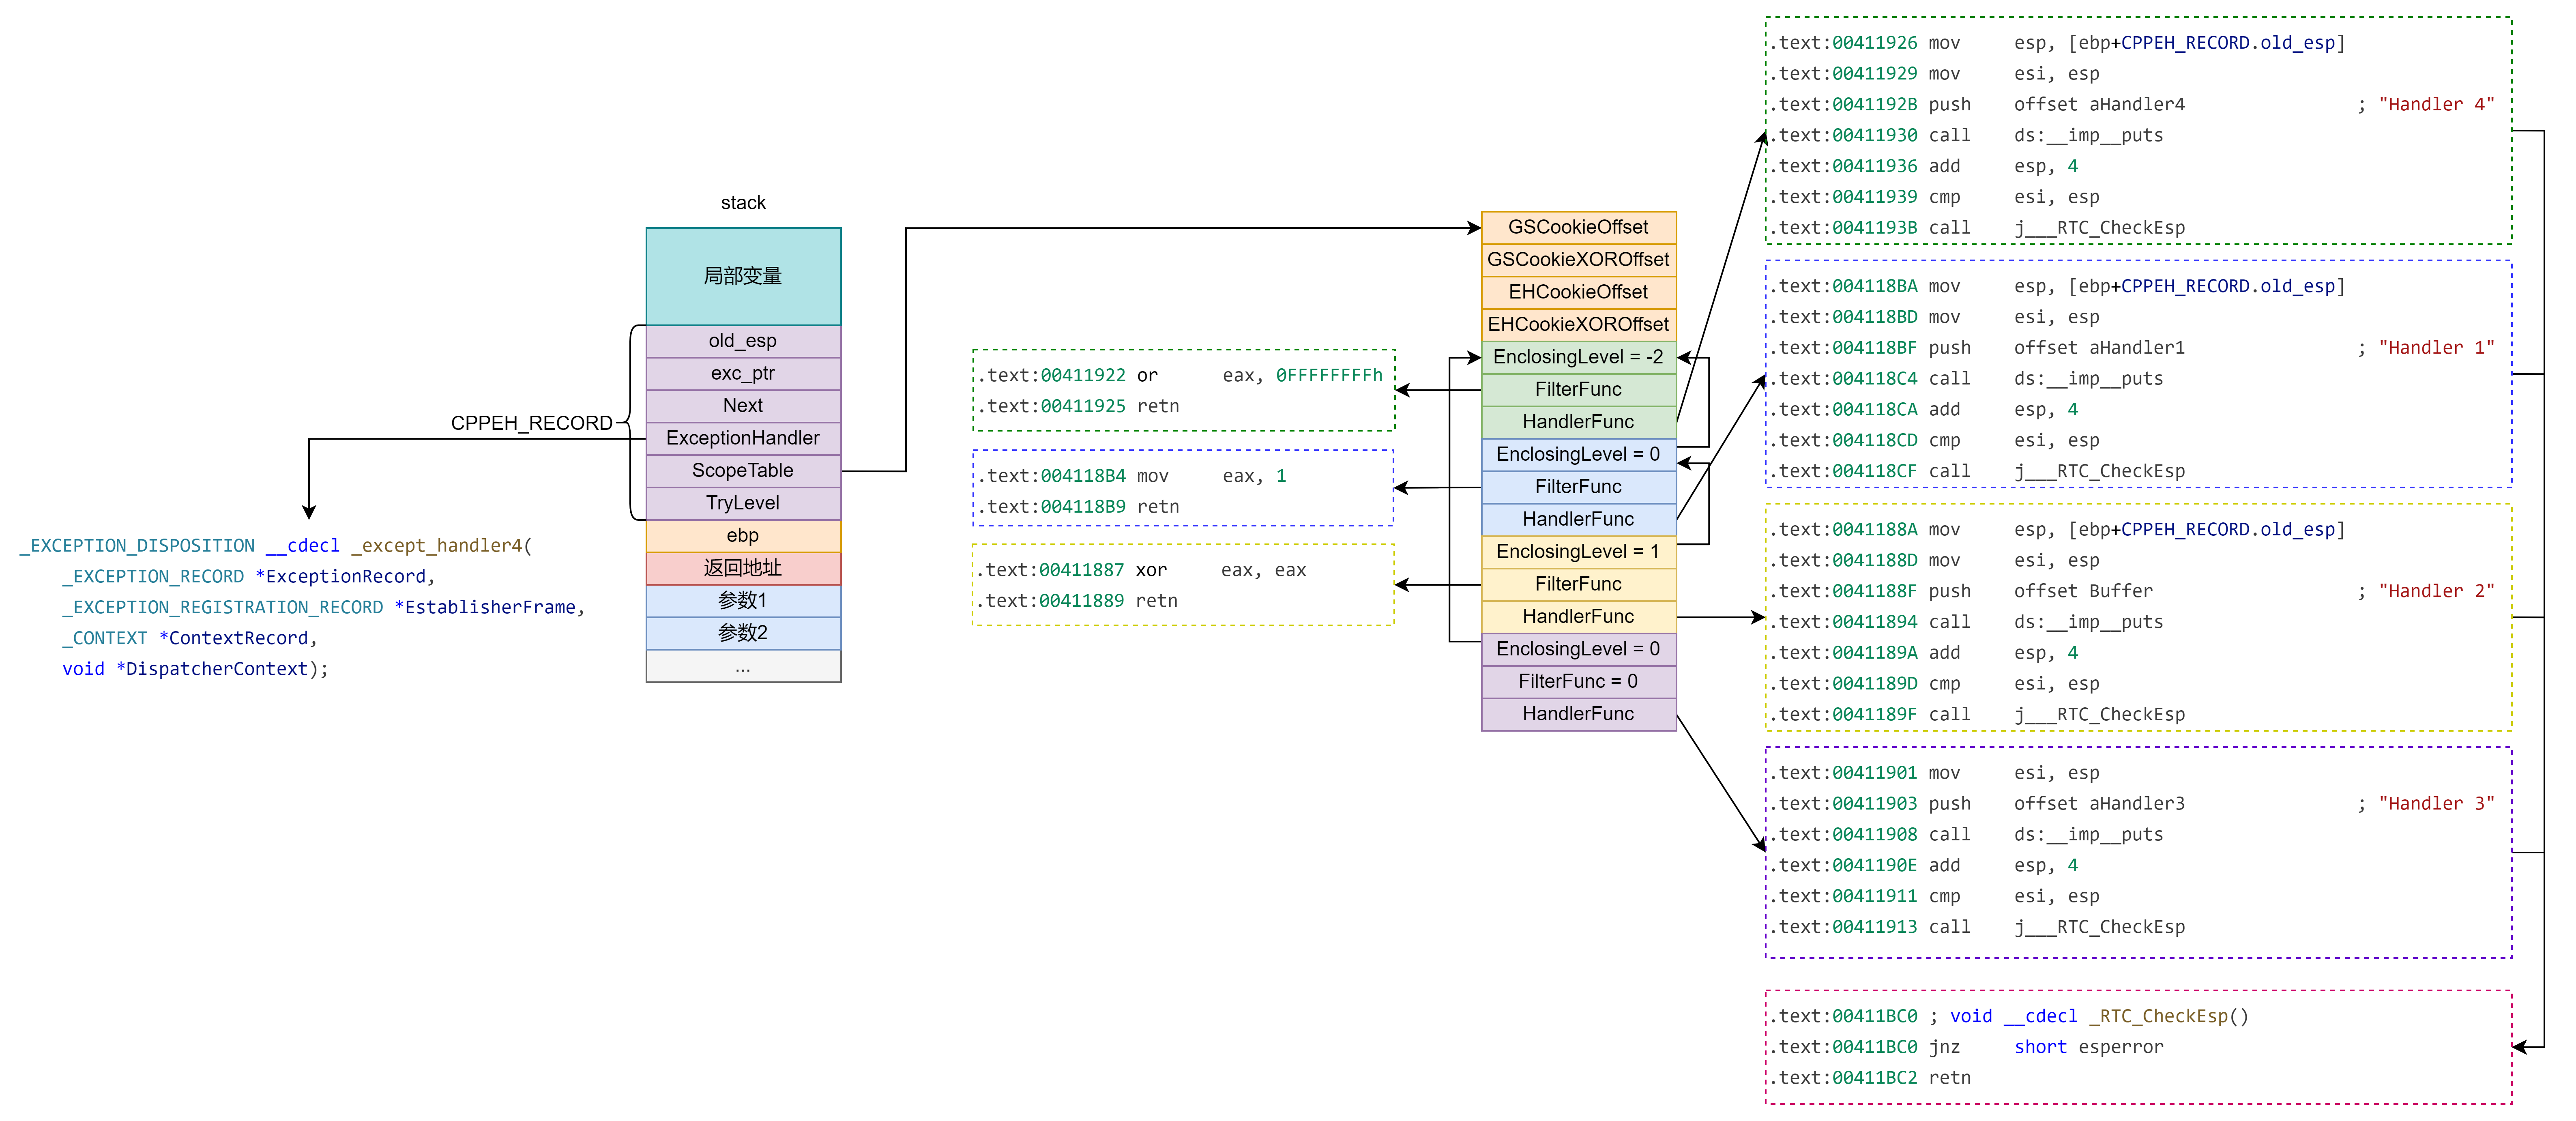 stack
局部变量
old_esp
exc_ptr
Next
ExceptionHandler
ScopeTable
TryLevel
ebp
返回地址
参数1
参数2
...
CPPEH_RECORD
_EXCEPTION_DISPOSITION __cdecl _except_handler4(
_EXCEPTION_RECORD *ExceptionRecord,
_EXCEPTION_REGISTRATION_RECORD *EstablisherFrame,
_CONTEXT *ContextRecord,
void *DispatcherContext);
.text:00411922 or eax, 0FFFFFFFFh
.text:00411925 retn
.text:004118B4 mov eax, 1
.text:004118B9 retn
.text:00411887 xor eax, eax
.text:00411889 retn
GSCookieOffset
GSCookieXOROffset
EHCookieOffset
EHCookieXOROffset
EnclosingLevel = -2
FilterFunc
HandlerFunc
EnclosingLevel = 0
FilterFunc
HandlerFunc
EnclosingLevel = 1
FilterFunc
HandlerFunc
EnclosingLevel = 0
FilterFunc = 0
HandlerFunc
.text:00411926 mov esp, [ebp+CPPEH_RECORD.old_esp]
.text:00411929 mov esi, esp
.text:0041192B push offset aHandler4 ; "Handler 4"
.text:00411930 call ds:__imp__puts
.text:00411936 add esp, 4
.text:00411939 cmp esi, esp
.text:0041193B call j___RTC_CheckEsp
.text:004118BA mov esp, [ebp+CPPEH_RECORD.old_esp]
.text:004118BD mov esi, esp
.text:004118BF push offset aHandler1 ; "Handler 1"
.text:004118C4 call ds:__imp__puts
.text:004118CA add esp, 4
.text:004118CD cmp esi, esp
.text:004118CF call j___RTC_CheckEsp
.text:0041188A mov esp, [ebp+CPPEH_RECORD.old_esp]
.text:0041188D mov esi, esp
.text:0041188F push offset Buffer ; "Handler 2"
.text:00411894 call ds:__imp__puts
.text:0041189A add esp, 4
.text:0041189D cmp esi, esp
.text:0041189F call j___RTC_CheckEsp
.text:00411901 mov esi, esp
.text:00411903 push offset aHandler3 ; "Handler 3"
.text:00411908 call ds:__imp__puts
.text:0041190E add esp, 4
.text:00411911 cmp esi, esp
.text:00411913 call j___RTC_CheckEsp
.text:00411BC0 ; void __cdecl _RTC_CheckEsp()
.text:00411BC0 jnz short esperror
.text:00411BC2 retn